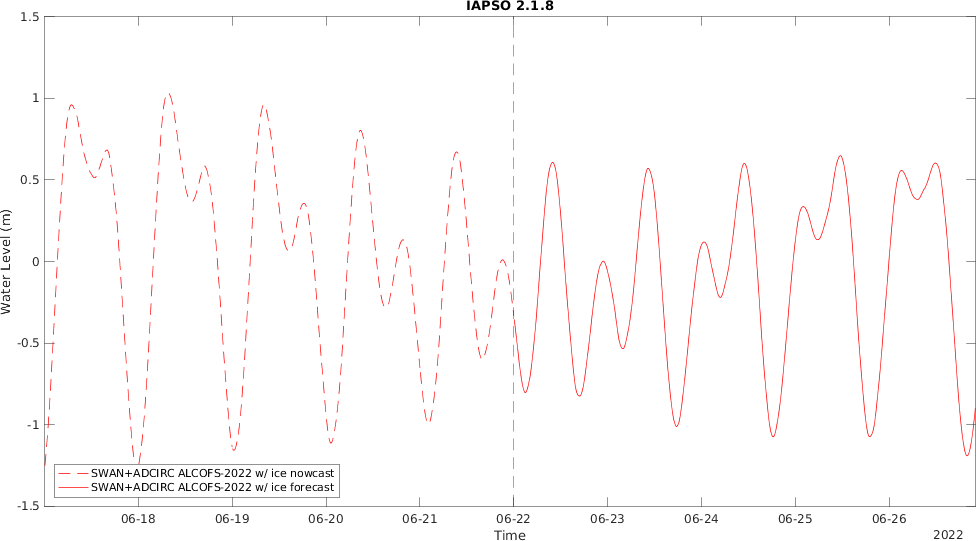 IAPSO 2.1.8
1.5
1
0.5
0
-0.5
-1
-1.5
Water Level (m)
SWAN+ADCIRC ALCOFS-2022 w/ ice nowcast
SWAN+ADCIRC ALCOFS-2022 w/ ice forecast
06-18 06-19 06-20 06-21 06-22 06-23 06-24 06-25 06-26
Time
2022